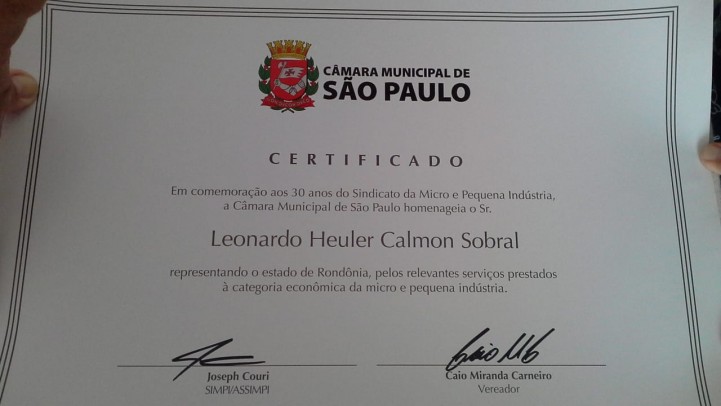 CÂMARA MUNICIPAL DE
SÃO PAULO
CERTIFICADO
Em comemoração aos 30 anos do Sindicato da Micro e Pequena Indústria,
a Câmara Municipal de São Paulo homenageia o Sr.
Leonardo Heuler Calmon Sobral
representando o estado de Rondônia, pelos relevantes serviços prestados
à categoria econômica da micro e pequena indústria.
Joseph Couri
SIMPI/ASSIMPI
Caio Miranda Carneiro
Vereador